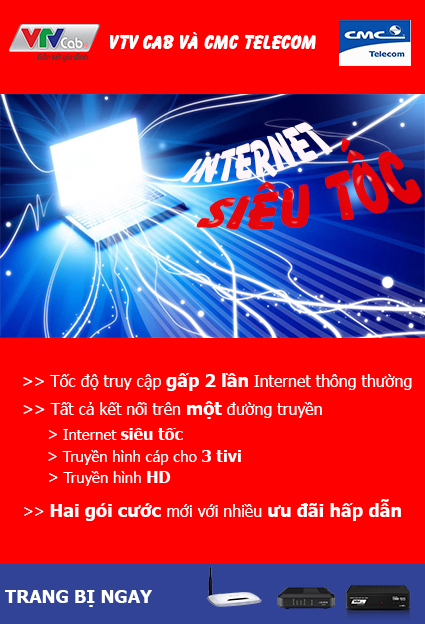 VTVCab
VTV CAB VÀ CMC TELECOM
CMC
Telecom
INTERNET
SIÊU TỐC
>> Tốc độ truy cập gấp 2 lần Internet thông thường
>> Tất cả kết nối trên một đường truyền
> Internet siêu tốc
> Truyền hình cáp cho 3 tivi
> Truyền hình HD
>> Hai gói cước mới với nhiều ưu đãi hấp dẫn
TRANG BỊ NGAY